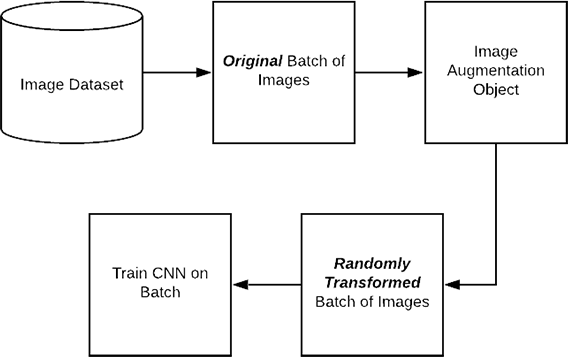 Image Dataset
Original Batch of
Images
Image
Augmentation
Object
Train CNN on
Batch
Randomly
Transformed
Batch of Images